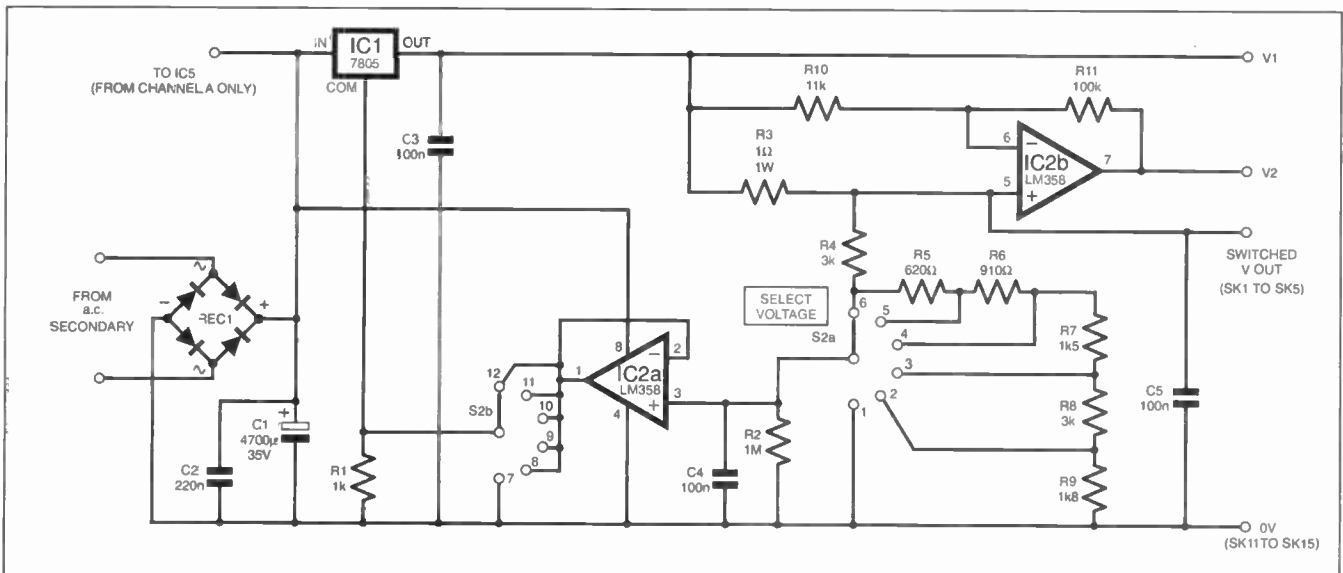 IN
IC1
7805
OUT
COM
TO IC5
(FROM CHANNEL A ONLY)
C3
100n
R10
11k
R11
100k
R3
1Ω
1W
6
5
7
−
+
IC2b
LM358
V1
V2
R4
3k
R5
620Ω
R6
910Ω
SWITCHED
V OUT
(SK1 TO SK5)
FROM
a.c.
SECONDARY
~
−
+
~
REC1
SELECT
VOLTAGE
6
5
4
3
2
1
S2a
R7
1k5
R8
3k
R9
1k8
C5
100n
8
−
2
1
IC2a
LM358
+
3
4
12
11
10
9
8
7
S2b
+
C1
4700µ
35V
C2
220n
R1
1k
C4
100n
R2
1M
0V
(SK11 TO SK15)